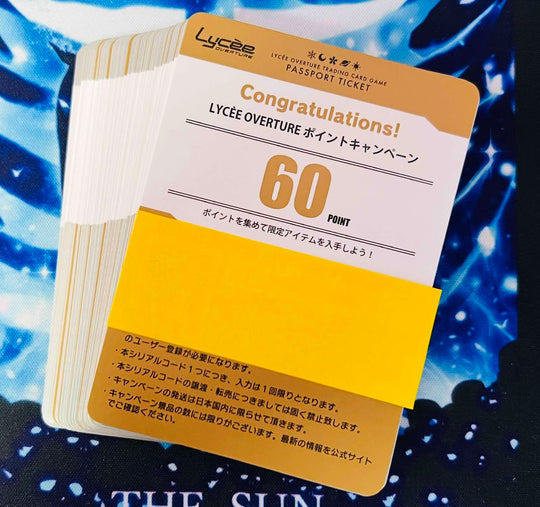 Lycèe
OVERTURE
LYCÈE OVERTURE TRADING CARD GAME
PASSPORT TICKET
Congratulations!
LYCÈE OVERTURE ポイントキャンペーン
60 POINT
ポイントを集めて限定アイテムを入手しよう！
のユーザー登録が必要になります。
・本シリアルコード1つにつき、入力は1回限りとなります。
・本シリアルコードの譲渡・転売につきましては固く禁止致します。
・キャンペーンの発送は日本国内に限らせて頂きます。
・キャンペーン景品の数には限りがございます。最新の情報を公式サイト
でご確認ください。
THE SUN